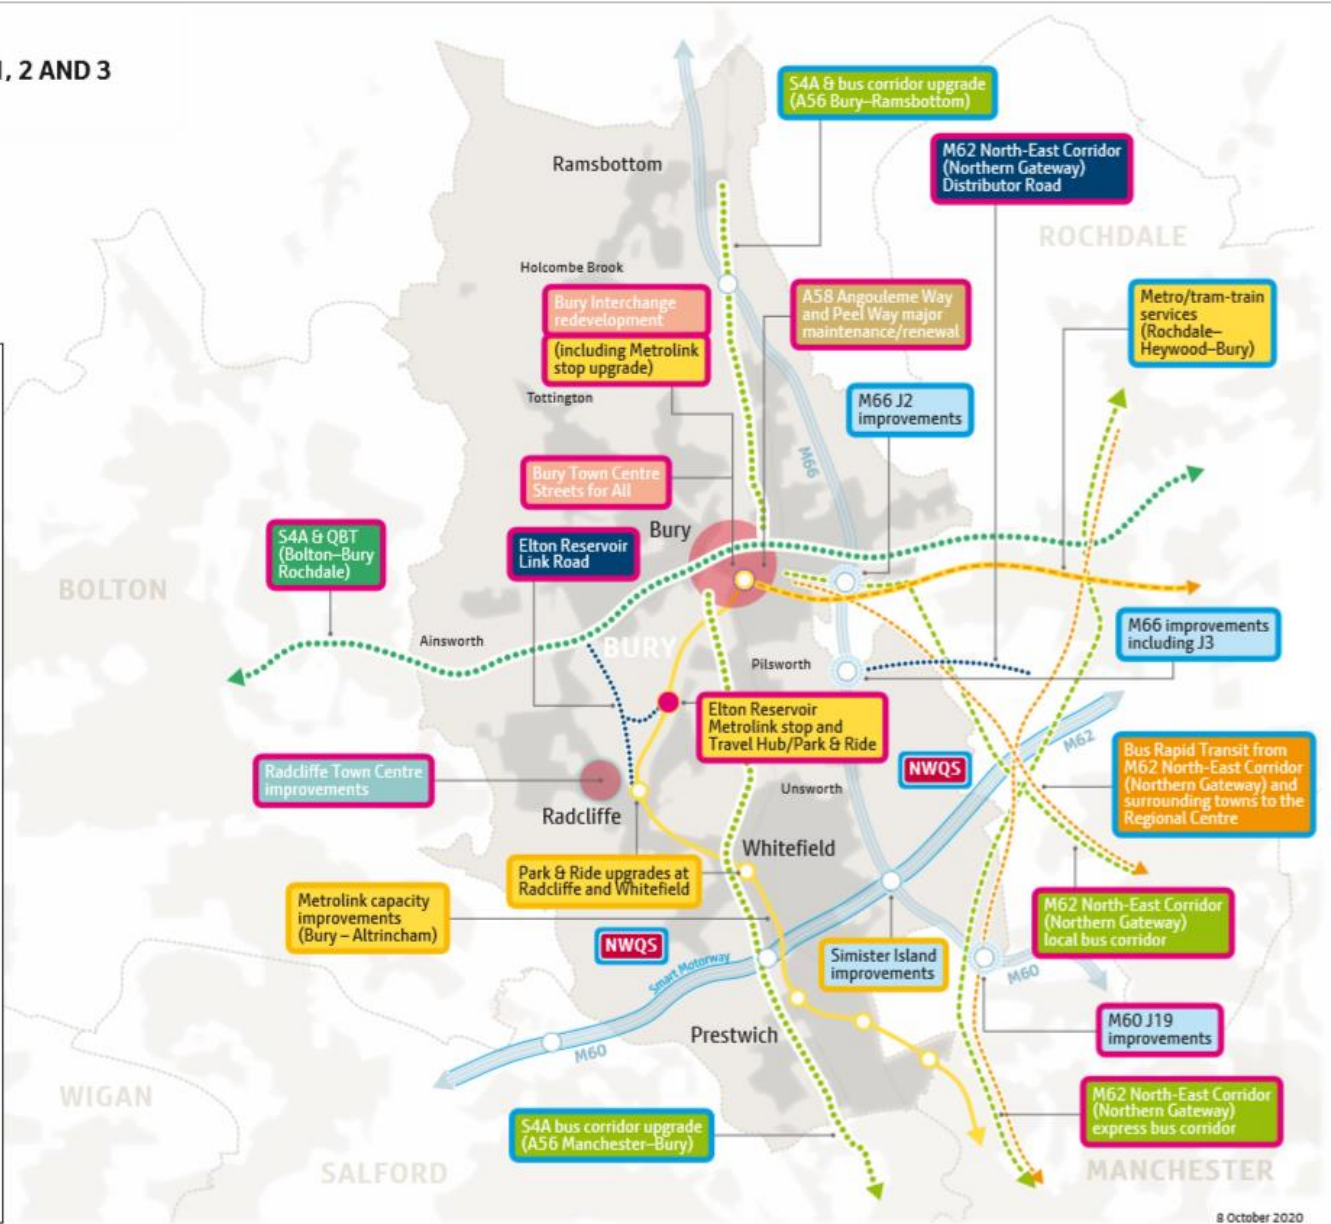 , 2 AND 3
S4A & bus corridor upgrade
(A56 Bury–Ramsbottom)
Ramsbottom
M62 North-East Corridor
(Northern Gateway)
Distributor Road
ROCHDALE
Holcombe Brook
Bury Interchange
redevelopment
(including Metrolink
stop upgrade)
A58 Angouleme Way
and Peel Way major
maintenance/renewal
Metro/tram-train
services
(Rochdale–
Heywood–Bury)
Tottington
M66 J2
improvements
M66
Bury Town Centre
Streets for All
Bury
S4A & QBT
(Bolton–Bury
Rochdale)
Elton Reservoir
Link Road
BOLTON
Ainsworth
BURY
Pilsworth
M66 improvements
including J3
Elton Reservoir
Metrolink stop and
Travel Hub/Park & Ride
M62
NWQS
Bus Rapid Transit from
M62 North-East Corridor
(Northern Gateway) and
surrounding towns to the
Regional Centre
Radcliffe Town Centre
improvements
Unsworth
Radcliffe
Whitefield
Park & Ride upgrades at
Radcliffe and Whitefield
Metrolink capacity
improvements
(Bury – Altrincham)
M62 North-East Corridor
(Northern Gateway)
local bus corridor
NWQS
Simister Island
improvements
Smart Motorway
M60
M60 J19
improvements
Prestwich
M60
WIGAN
M62 North-East Corridor
(Northern Gateway)
express bus corridor
S4A bus corridor upgrade
(A56 Manchester–Bury)
SALFORD
MANCHESTER
8 October 2020